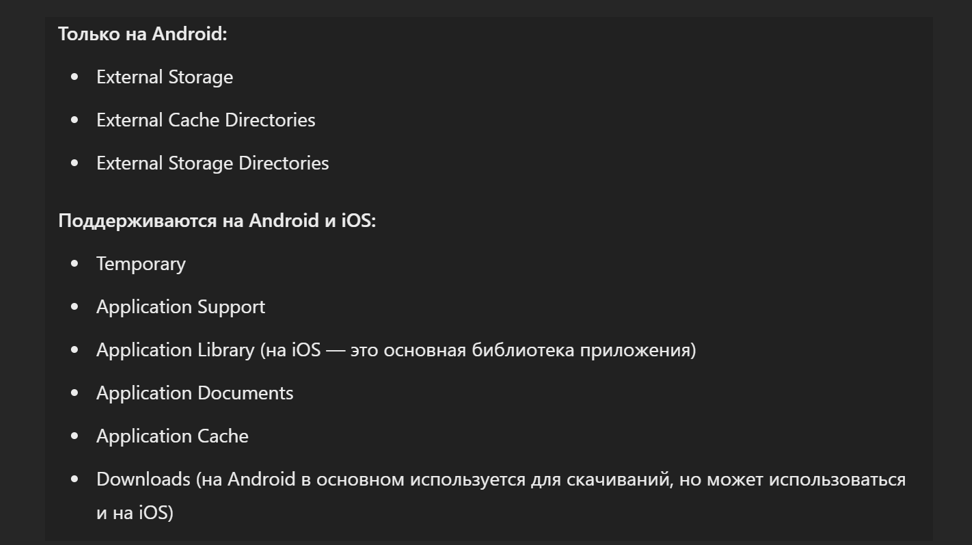 Только на Android:
• External Storage
• External Cache Directories
• External Storage Directories
Поддерживаются на Android и iOS:
• Temporary
• Application Support
• Application Library (на iOS — это основная библиотека приложения)
• Application Documents
• Application Cache
• Downloads (на Android в основном используется для скачиваний, но может использоваться
и на iOS)